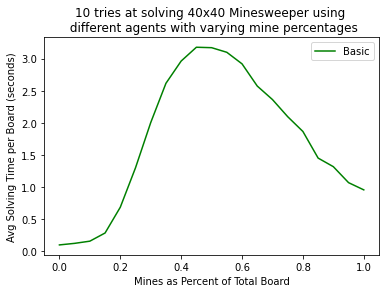 10 tries at solving 40x40 Minesweeper using
different agents with varying mine percentages
Basic
Avg Solving Time per Board (seconds)
3.0
2.5
2.0
1.5
1.0
0.5
0.0
0.0 0.2 0.4 0.6 0.8 1.0
Mines as Percent of Total Board